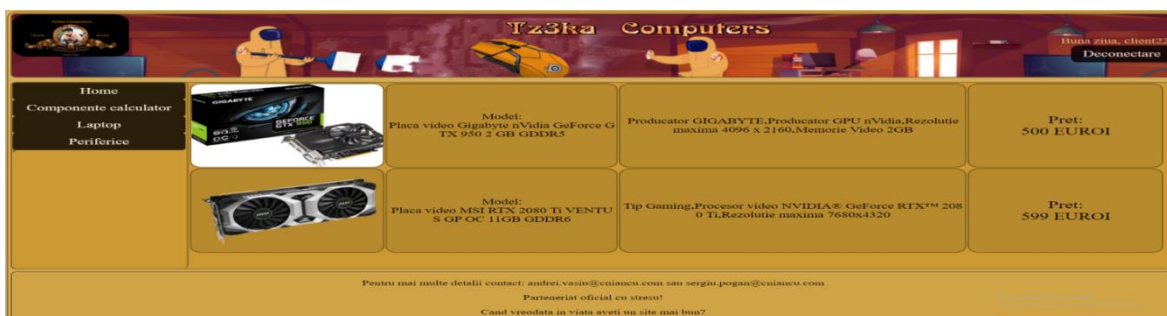 Tz3ka Computers
Buna ziua, client22
Deconectare
Home
Componente calculator
Laptop
Periferice
GIGABYTE
GEFORCE
GTX 950
OC
Model:
Placa video Gigabyte nVidia GeForce G
TX 950 2 GB GDDR5
Producator GIGABYTE,Producator GPU nVidia,Rezolutie
maxima 4096 x 2160,Memorie Video 2GB
Pret:
500 EUROI
Model:
Placa video MSI RTX 2080 Ti VENTU
S GP OC 11GB GDDR6
Tip Gaming,Procesor video NVIDIA® GeForce RTX™ 208
0 Ti,Rezolutie maxima 7680x4320
Pret:
599 EUROI
Pentru mai multe detalii contact: andrei.vasiu@cniancu.com sau sergiu.pogan@cniancu.com
Parteneriat oficial cu stresu!
Cand vreodata in viata aveti un site mai bun?